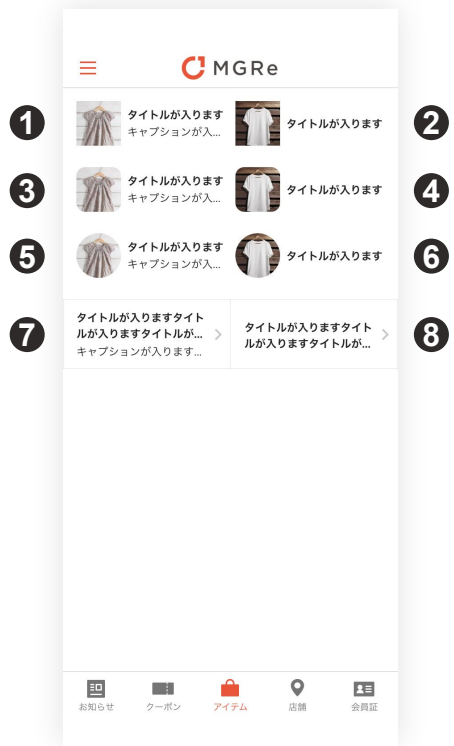 MGRe
1
タイトルが入ります
キャプションが入...
タイトルが入ります
2
3
タイトルが入ります
キャプションが入...
タイトルが入ります
4
5
タイトルが入ります
キャプションが入...
タイトルが入ります
6
7
タイトルが入りますタイト
ルが入りますタイトルが...
キャプションが入ります...
タイトルが入りますタイト
ルが入りますタイトルが...
8
お知らせ
クーポン
アイテム
店舗
会員証